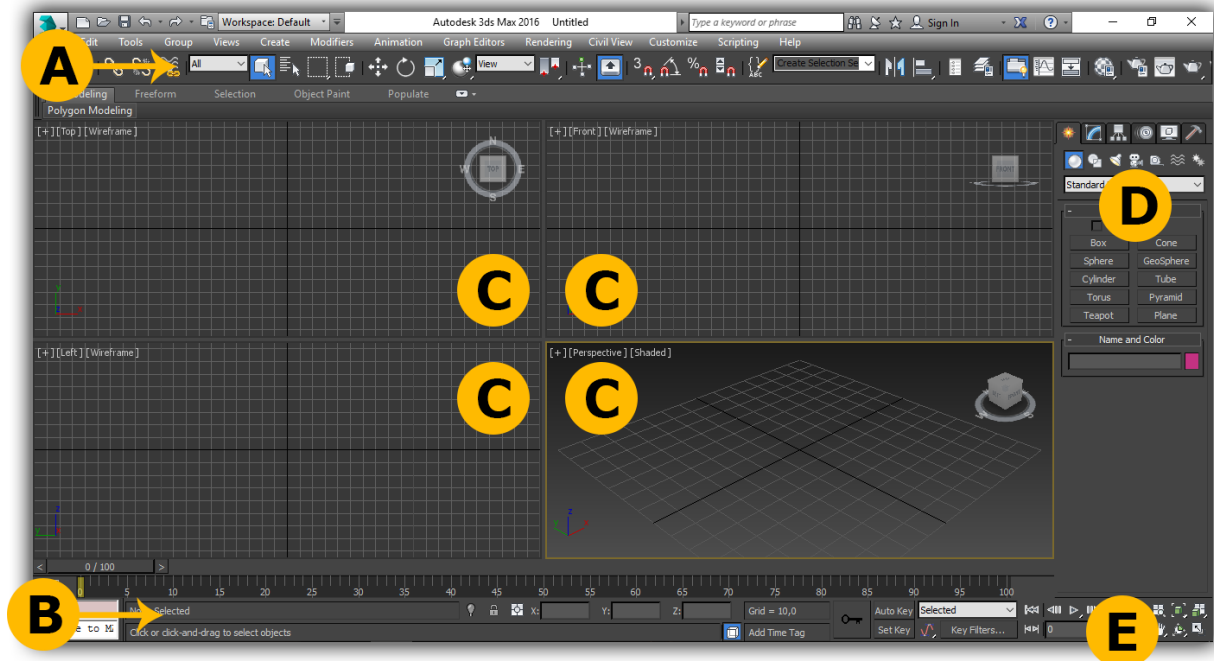 Workspace: Default
Autodesk 3ds Max 2016 Untitled
Type a keyword or phrase
Sign In
Edit Tools Group Views Create Modifiers Animation Graph Editors Rendering Civil View Customize Scripting Help
A
All
View
3
%
ABC
Create Selection Se
Freeform Selection Object Paint Populate
Polygon Modeling
[+][Top][Wireframe]
[+][Front][Wireframe]
N
W TOP E
S
FRONT
Standard
D
Box Cone
Sphere GeoSphere
Cylinder Tube
Torus Pyramid
Teapot Plane
y
z x
C C
[+][Left][Wireframe]
[+][Perspective][Shaded]
Name and Color
C C
z
y
z
y x
< 0 / 100 >
0 5 10 15 20 25 30 35 40 45 50 55 60 65 70 75 80 85 90 95 100
B
Selected
X: Y: Z:
Grid = 10,0
Auto Key Selected
to M
Click or click-and-drag to select objects
Add Time Tag
Set Key Key Filters...
0
E